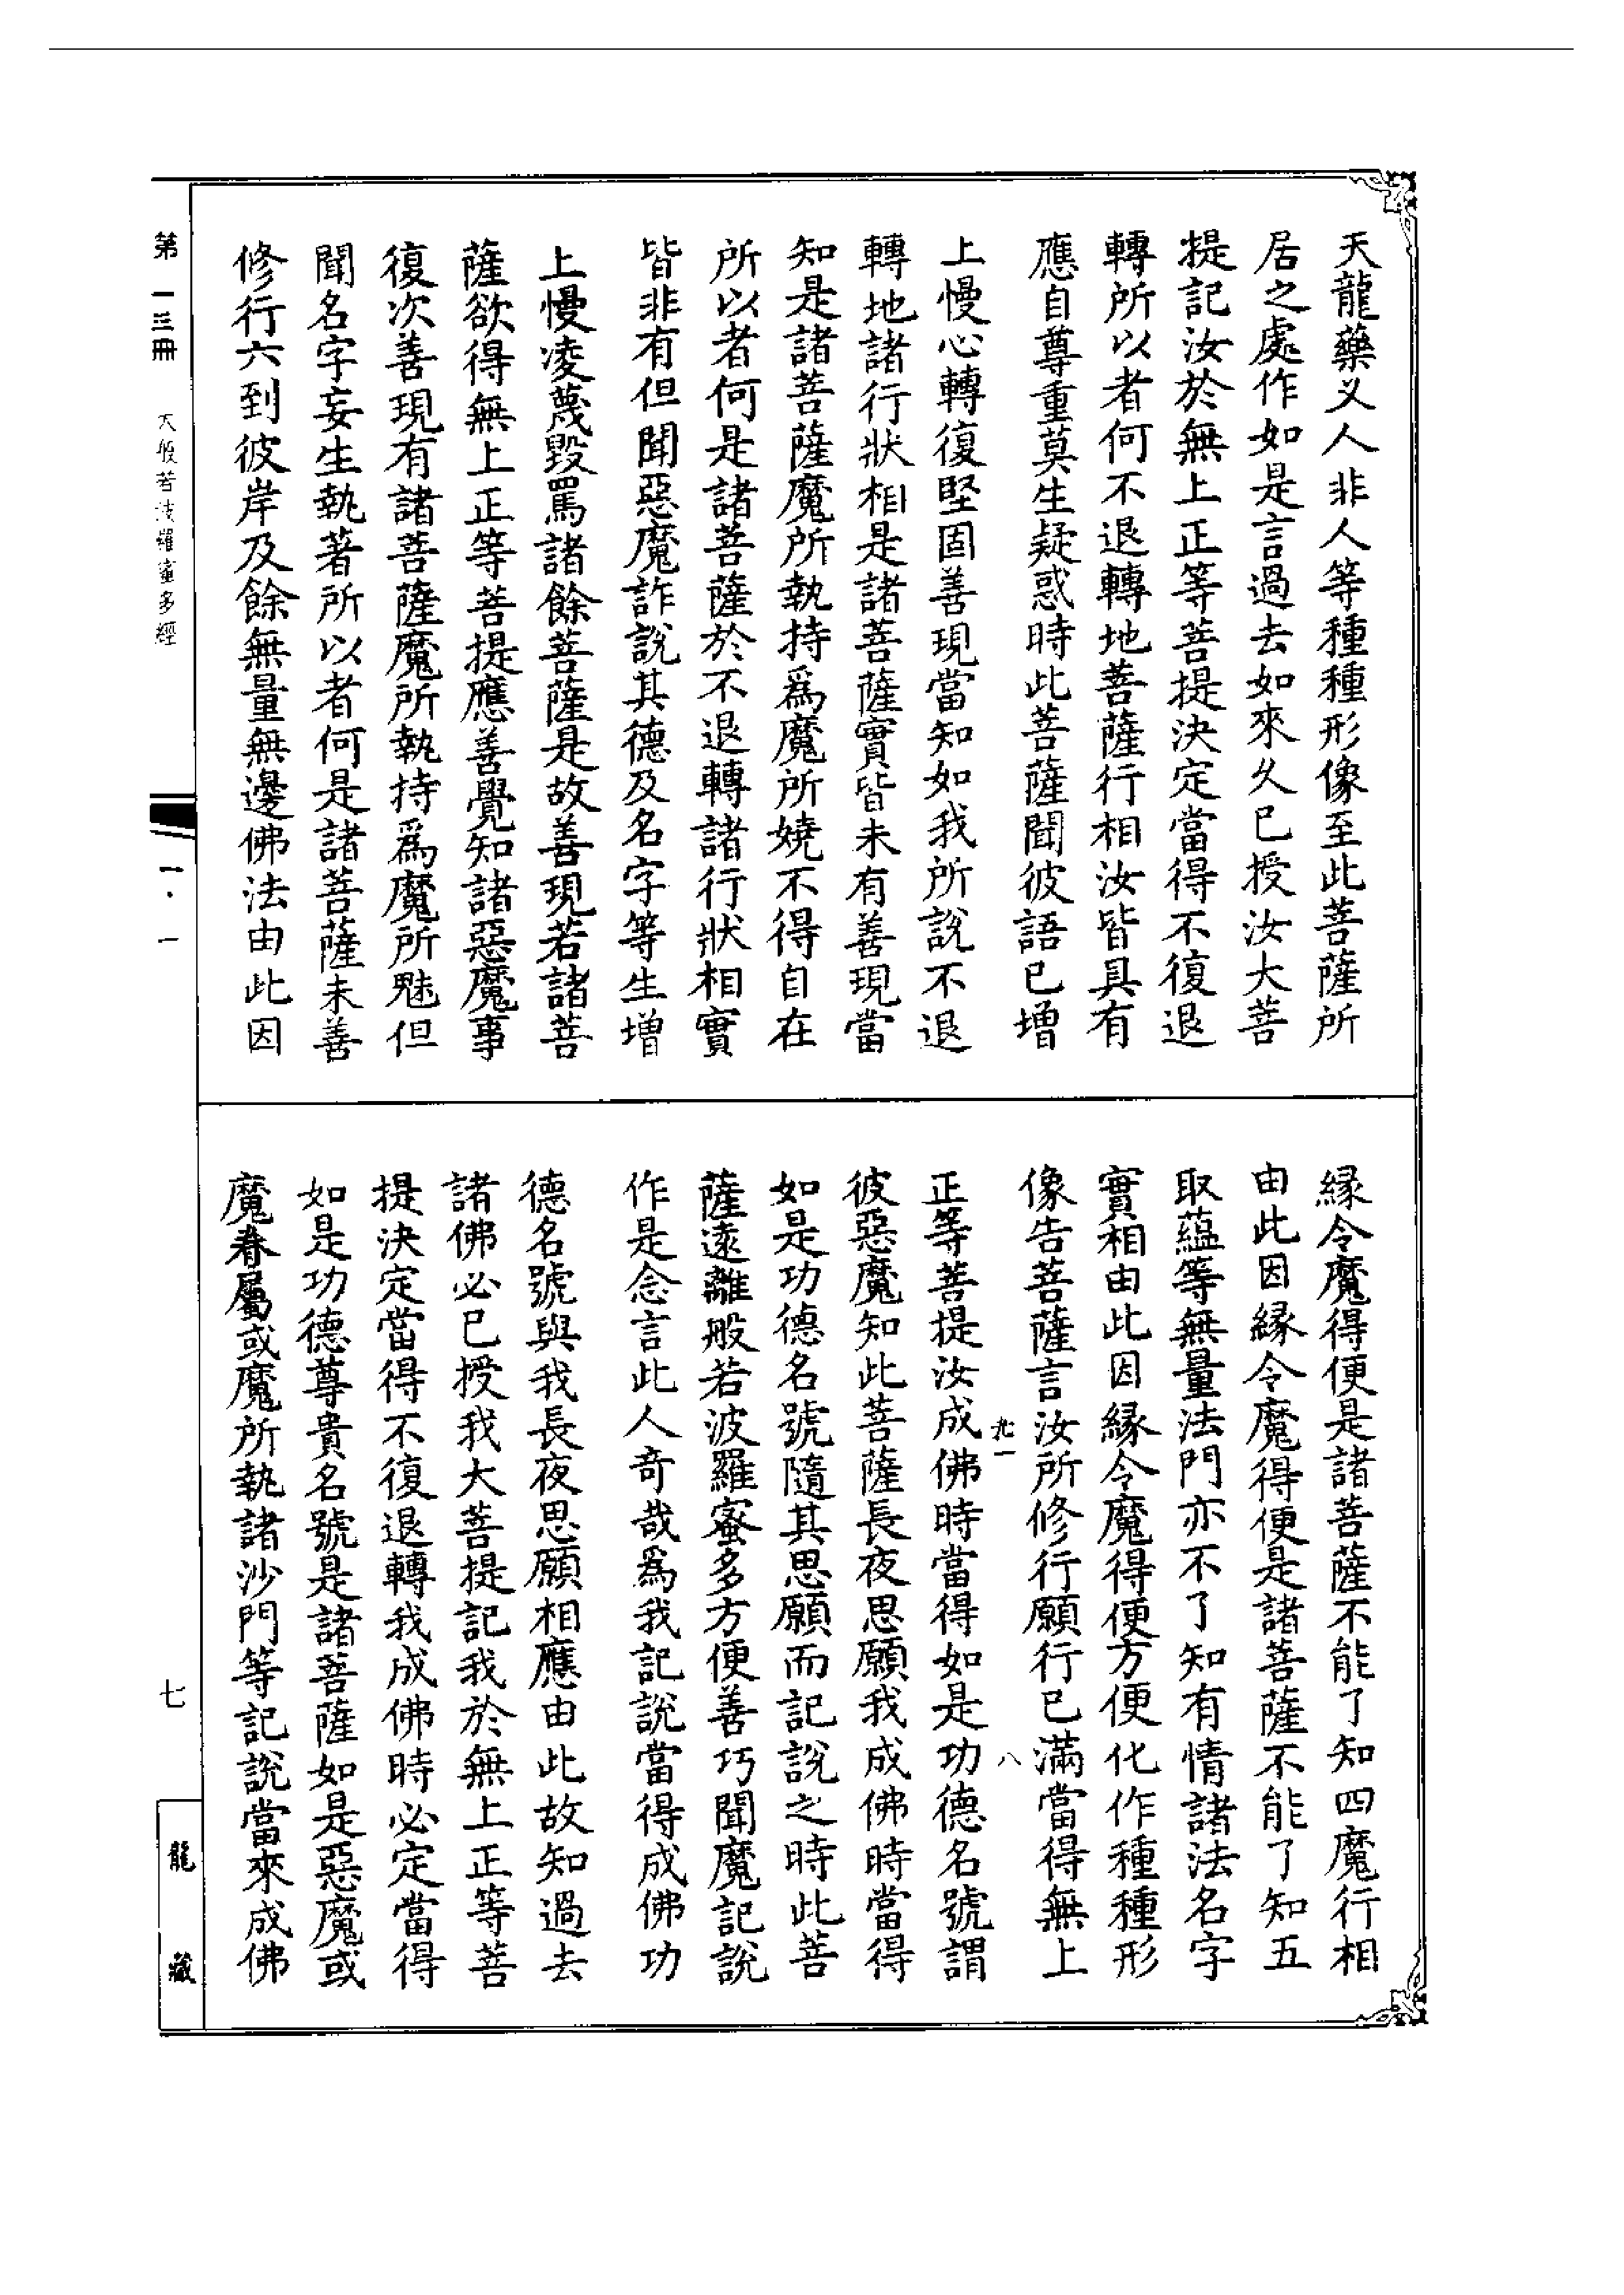 天龍藥叉人非人等種種形像至此菩薩所
居之處作如是言過去如來久已授汝大菩
提記汝於無上正等菩提決定當得不復退
轉所以者何不退轉地菩薩行相汝皆具有
應自尊重莫生疑惑時此菩薩聞彼語已增
上慢心轉復堅固善現當知如我所說不退
轉地諸行狀相是諸菩薩實皆未有善現當
知是諸菩薩魔所執持爲魔所嬈不得自在
所以者何是諸菩薩於不退轉諸行狀相實
皆非有但聞惡魔詐說其德及名字等生增
上慢凌蔑毀罵諸餘菩薩是故善現若諸菩
薩欲得無上正等菩提應善覺知諸惡魔事
復次善現有諸菩薩魔所執持爲魔所魅但
聞名字妄生執著所以者何是諸菩薩未善
修行六到彼岸及餘無量無邊佛法由此因
緣令魔得便是諸菩薩不能了知四魔行相
由此因緣令魔得便是諸菩薩不能了知五
取蘊等無量法門亦不了知有情諸法名字
實相由此因緣令魔得便方便化作種種形
像告菩薩言汝所修行願行已滿當得無上
光一 八
正等菩提汝成佛時當得如是功德名號謂
彼惡魔知此菩薩長夜思願我成佛時當得
如是功德名號隨其思願而記說之時此菩
薩遠離般若波羅蜜多方便善巧聞魔記說
作是念言此人奇哉爲我記說當得成佛功
德名號與我長夜思願相應由此故知過去
諸佛必已授我大菩提記我於無上正等菩
提決定當得不復退轉我成佛時必定當得
如是功德尊貴名號是諸菩薩如是惡魔或
魔眷屬或魔所執諸沙門等記說當來成佛
第一三冊 大般若波羅蜜多經 一·一 七 龍藏